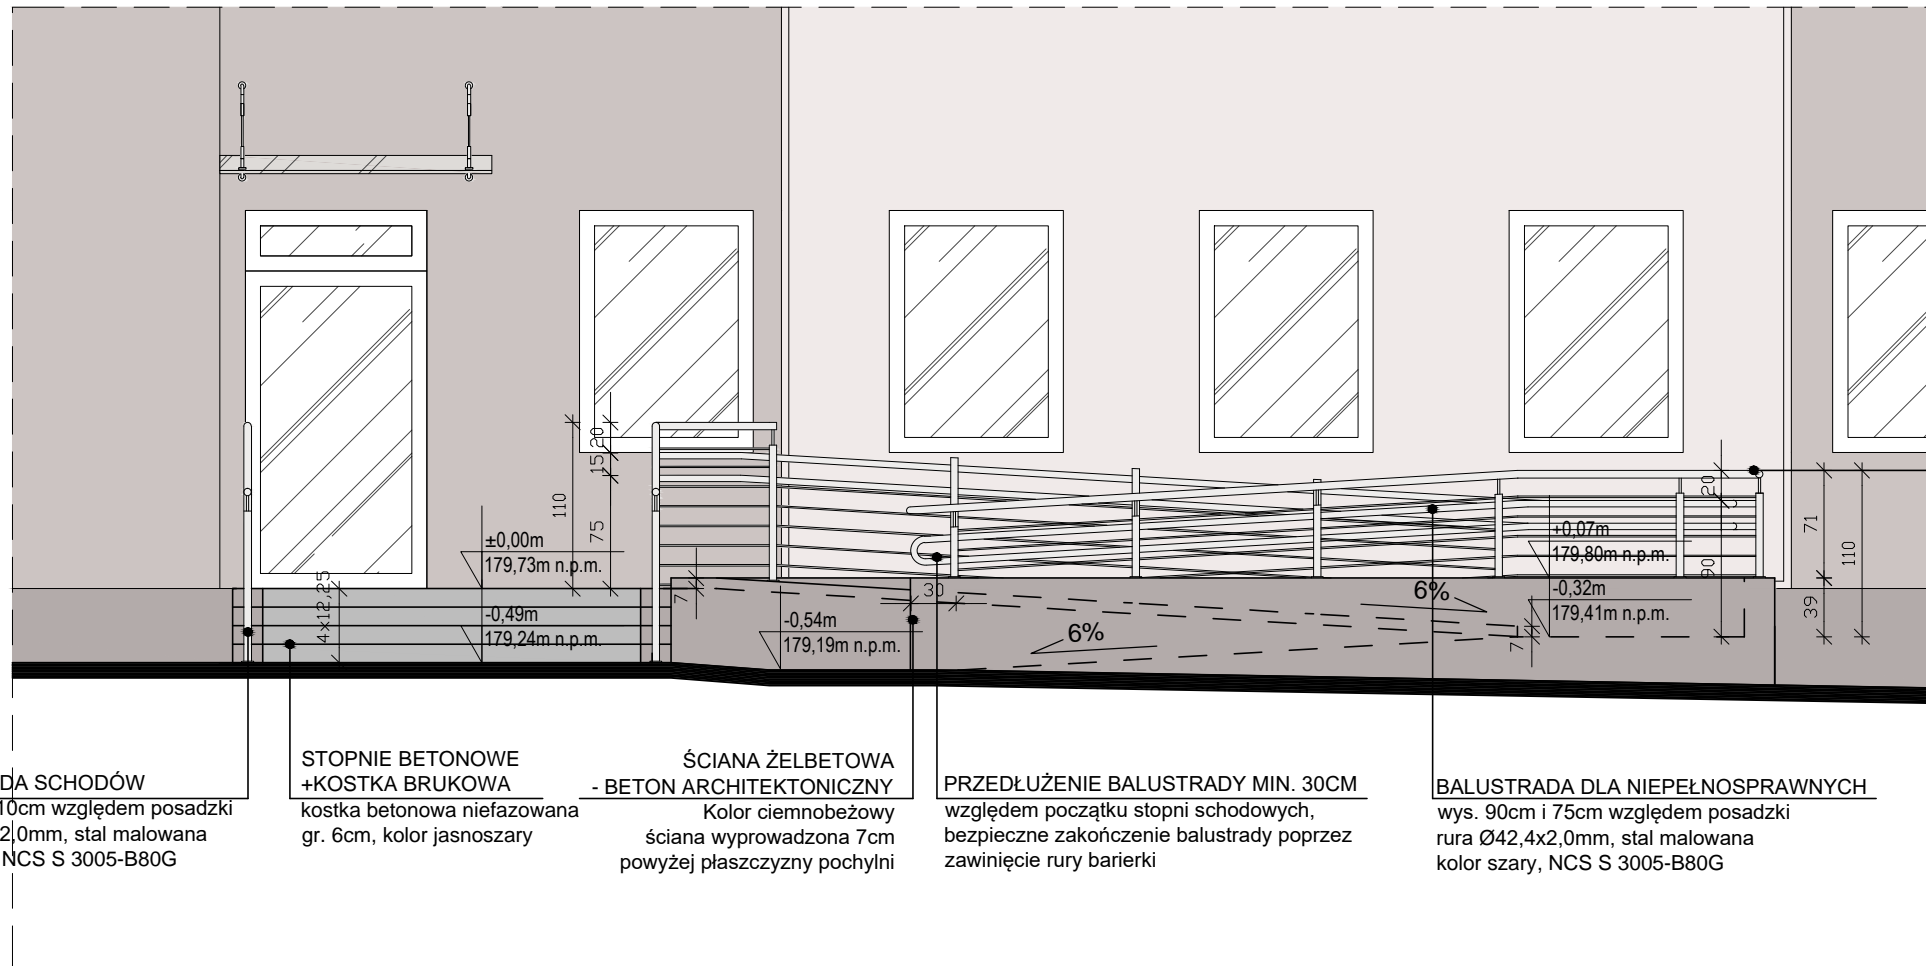 110
15
20
75
±0,00m
179,73m n.p.m.
4x12,25
-0,49m
179,24m n.p.m.
7
-0,54m
179,19m n.p.m.
30
6%
6%
+0,07m
179,80m n.p.m.
-0,32m
179,41m n.p.m.
7
20
90
71
39
110
DA SCHODÓW
10cm względem posadzki
2,0mm, stal malowana
NCS S 3005-B80G
STOPNIE BETONOWE
+KOSTKA BRUKOWA
kostka betonowa niefazowana
gr. 6cm, kolor jasnoszary
ŚCIANA ŻELBETOWA
- BETON ARCHITEKTONICZNY
Kolor ciemnobeżowy
ściana wyprowadzona 7cm
powyżej płaszczyzny pochylni
PRZEDŁUŻENIE BALUSTRADY MIN. 30CM
względem początku stopni schodowych,
bezpieczne zakończenie balustrady poprzez
zawinięcie rury barierki
BALUSTRADA DLA NIEPEŁNOSPRAWNYCH
wys. 90cm i 75cm względem posadzki
rura Ø42,4x2,0mm, stal malowana
kolor szary, NCS S 3005-B80G